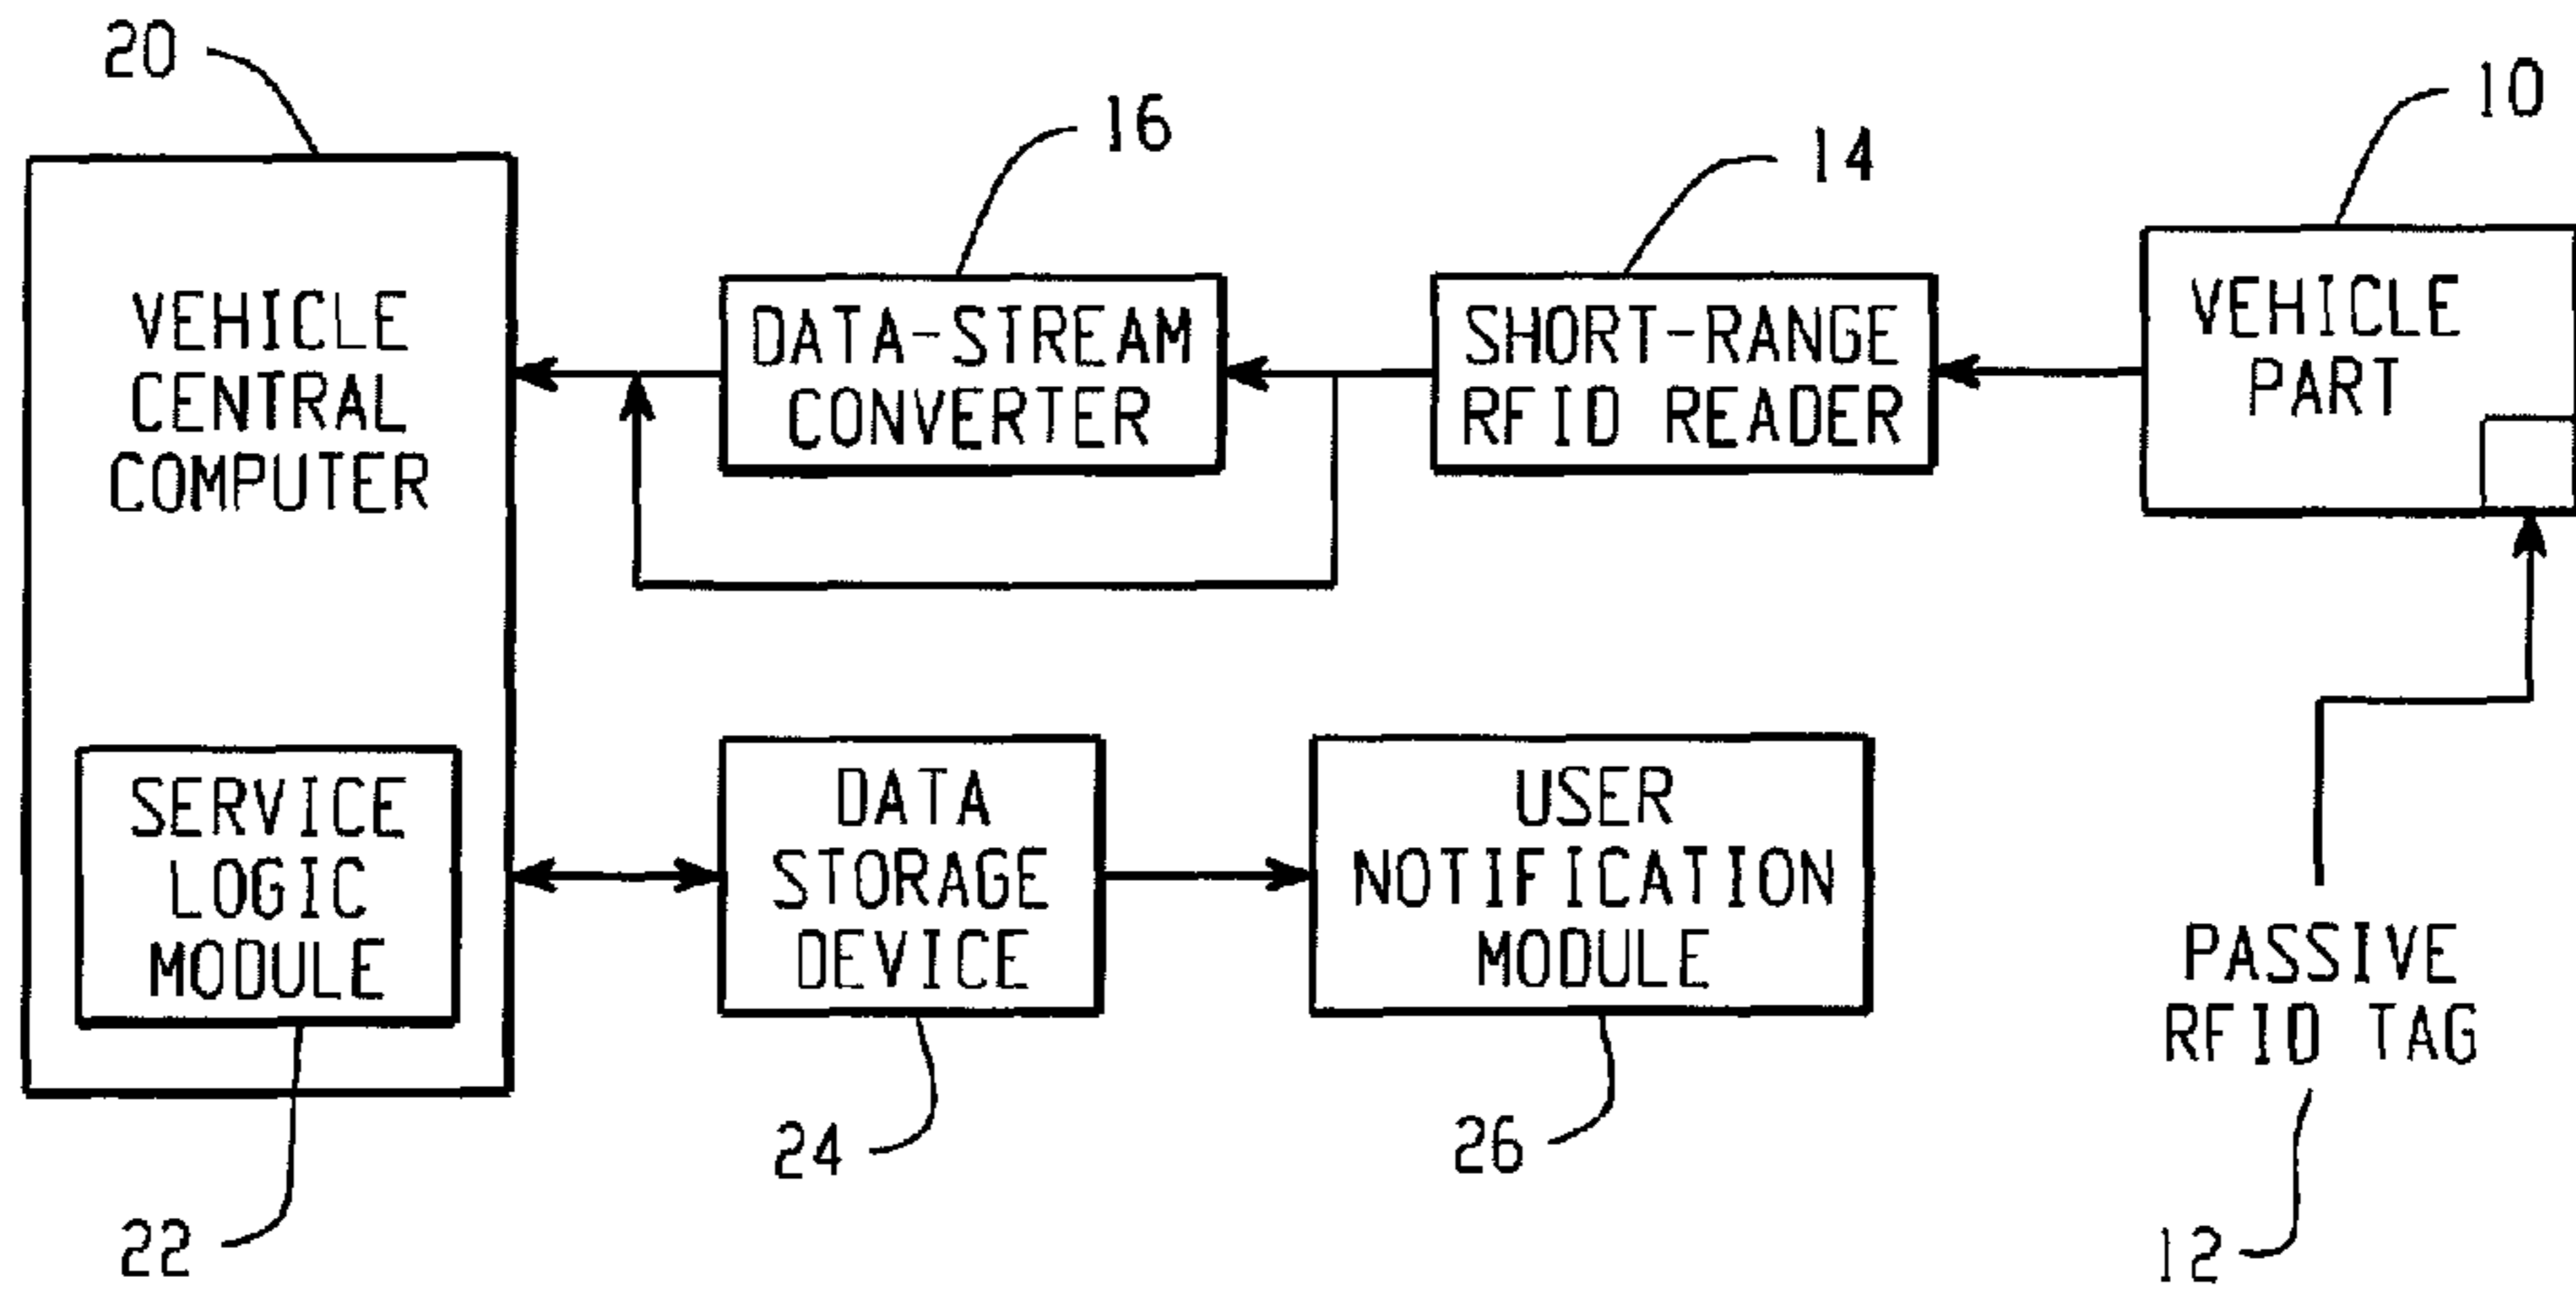 20
16
14
10
VEHICLE
CENTRAL
COMPUTER
DATA-STREAM
CONVERTER
SHORT-RANGE
RFID READER
VEHICLE
PART
SERVICE
LOGIC
MODULE
DATA
STORAGE
DEVICE
USER
NOTIFICATION
MODULE
PASSIVE
RFID TAG
22
24
26
12